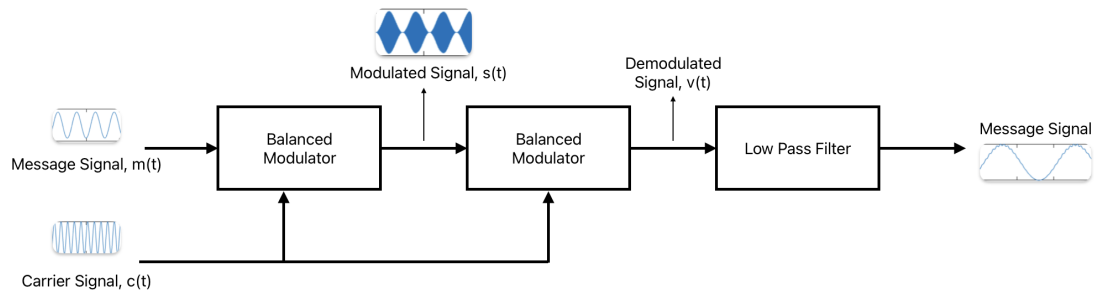 Modulated Signal, s(t)
Demodulated
Signal, v(t)
Balanced
Modulator
Balanced
Modulator
Low Pass Filter
Message Signal
Message Signal, m(t)
Carrier Signal, c(t)